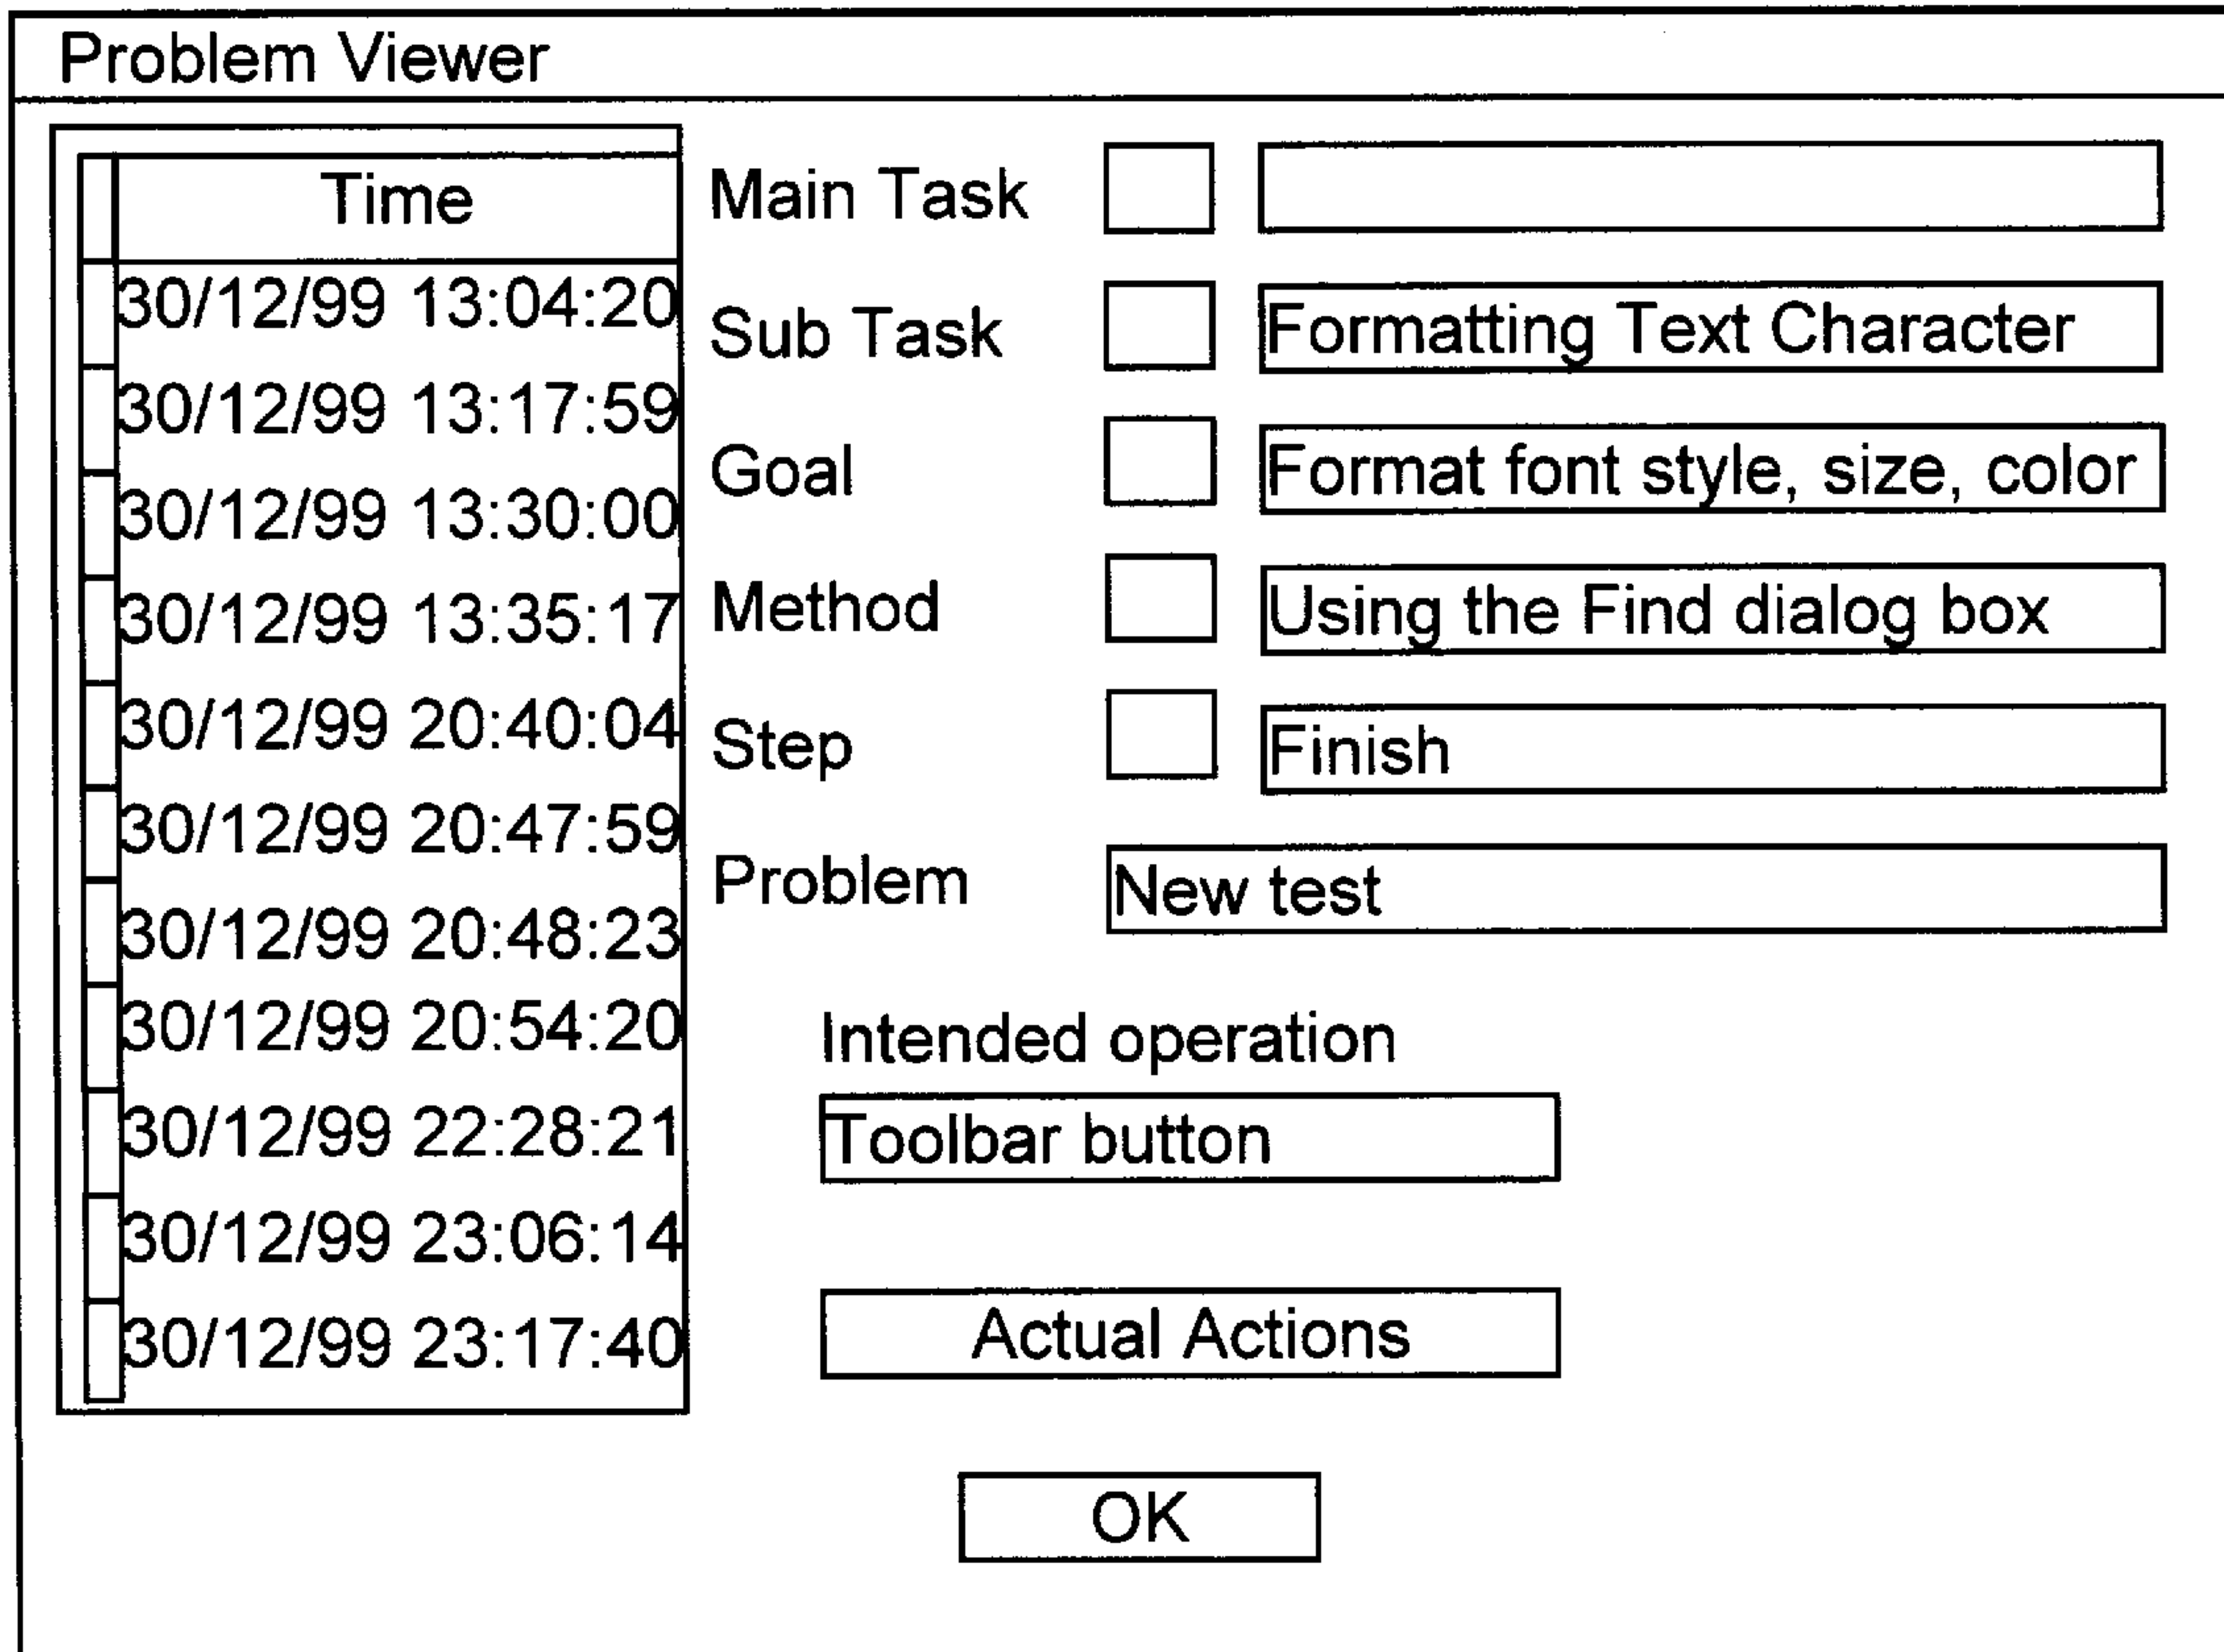 Problem Viewer
Time
30/12/99 13:04:20
30/12/99 13:17:59
30/12/99 13:30:00
30/12/99 13:35:17
30/12/99 20:40:04
30/12/99 20:47:59
30/12/99 20:48:23
30/12/99 20:54:20
30/12/99 22:28:21
30/12/99 23:06:14
30/12/99 23:17:40
Main Task
Sub Task Formatting Text Character
Goal Format font style, size, color
Method Using the Find dialog box
Step Finish
Problem New test
Intended operation
Toolbar button
Actual Actions
OK